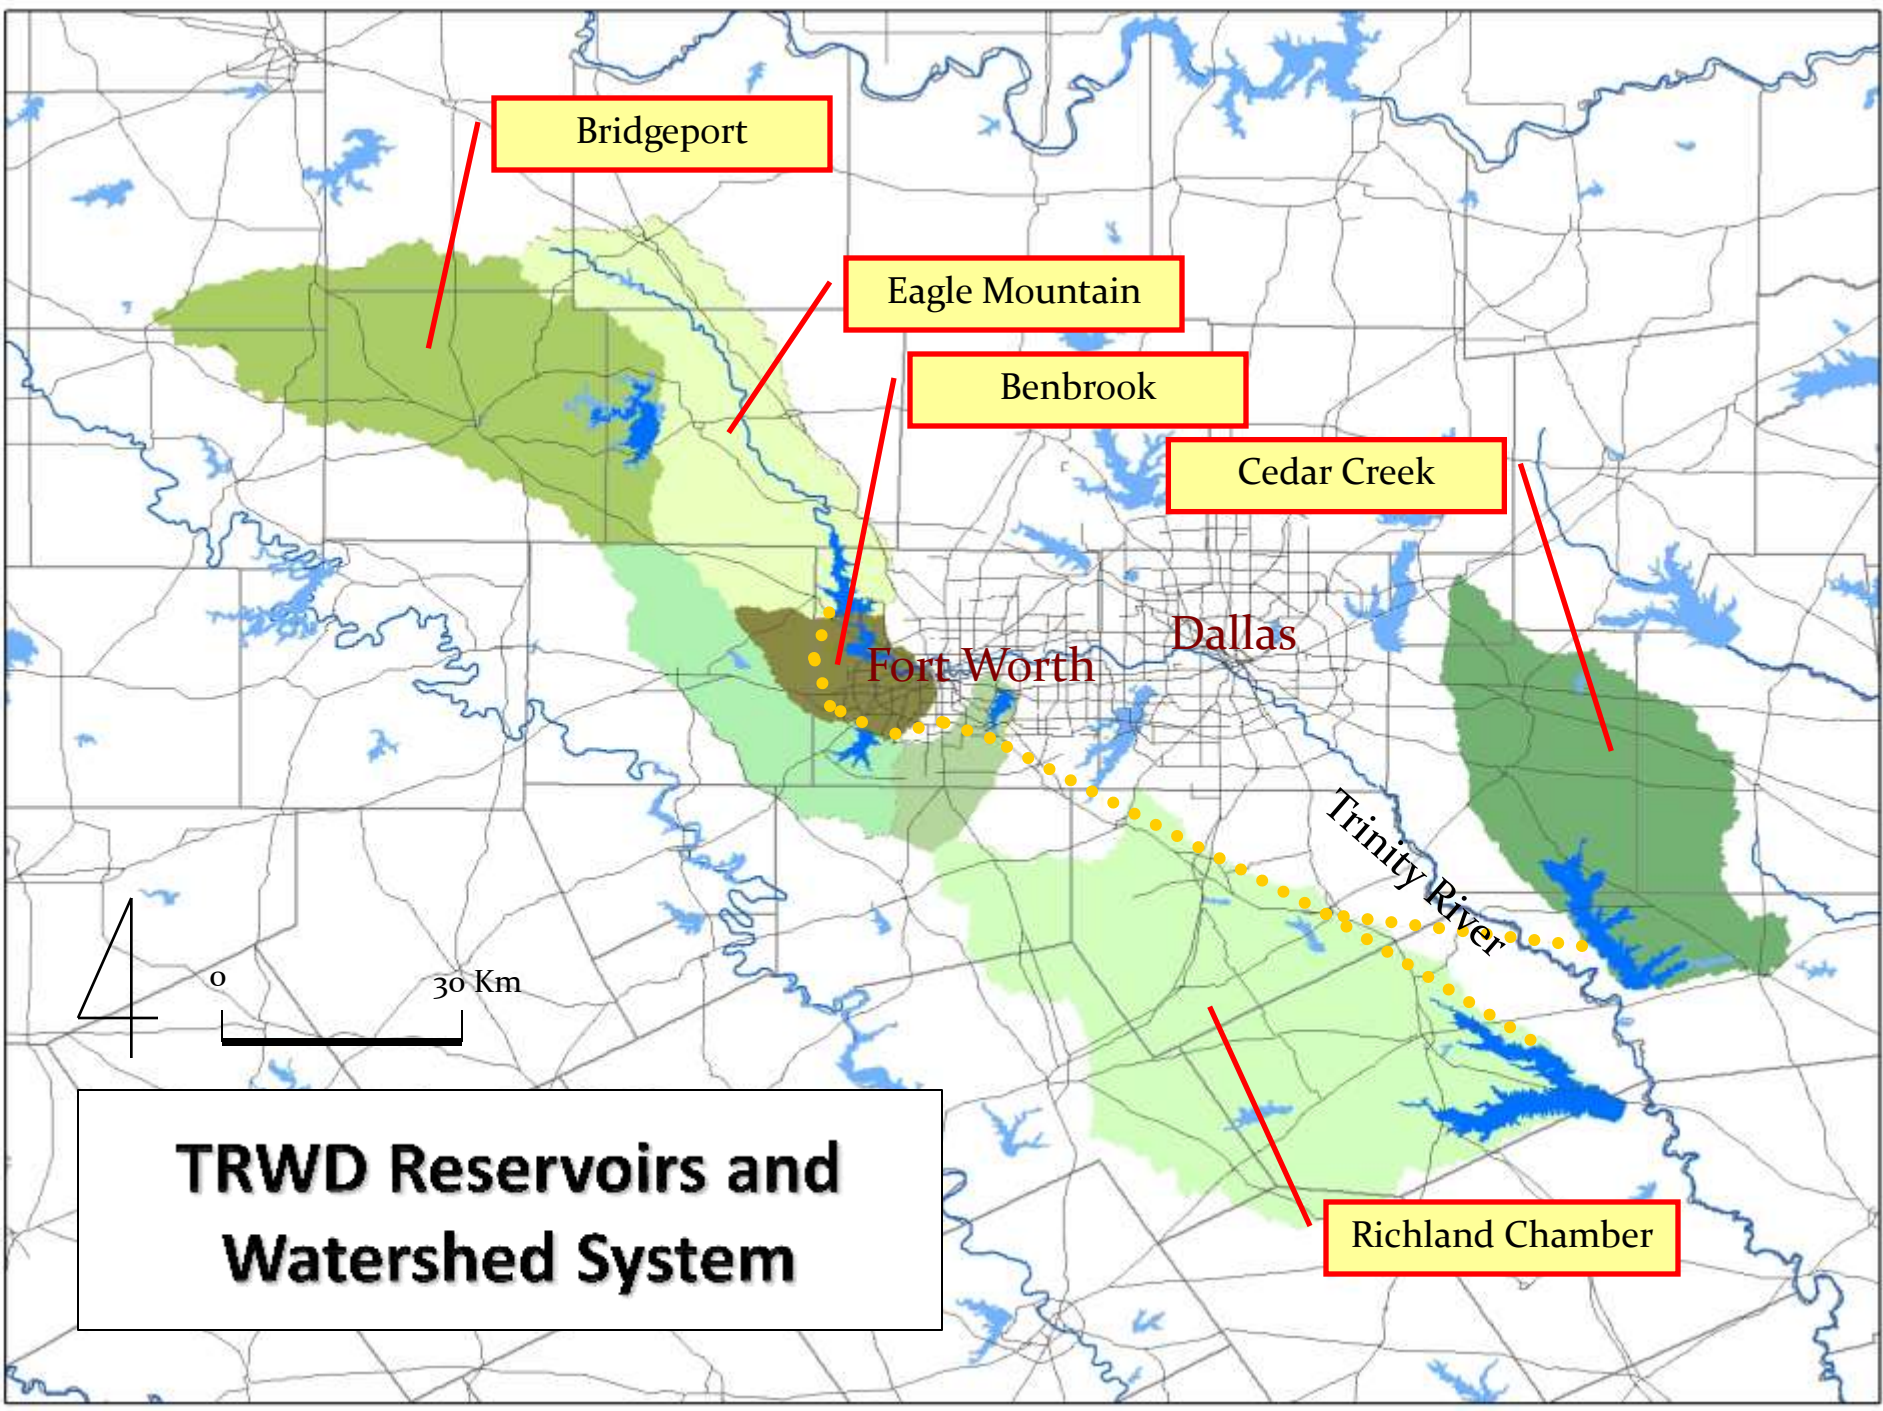 Bridgeport
Eagle Mountain
Benbrook
Cedar Creek
Dallas
Fort Worth
Trinity River
0
30 Km
TRWD Reservoirs and
Watershed System
Richland Chamber